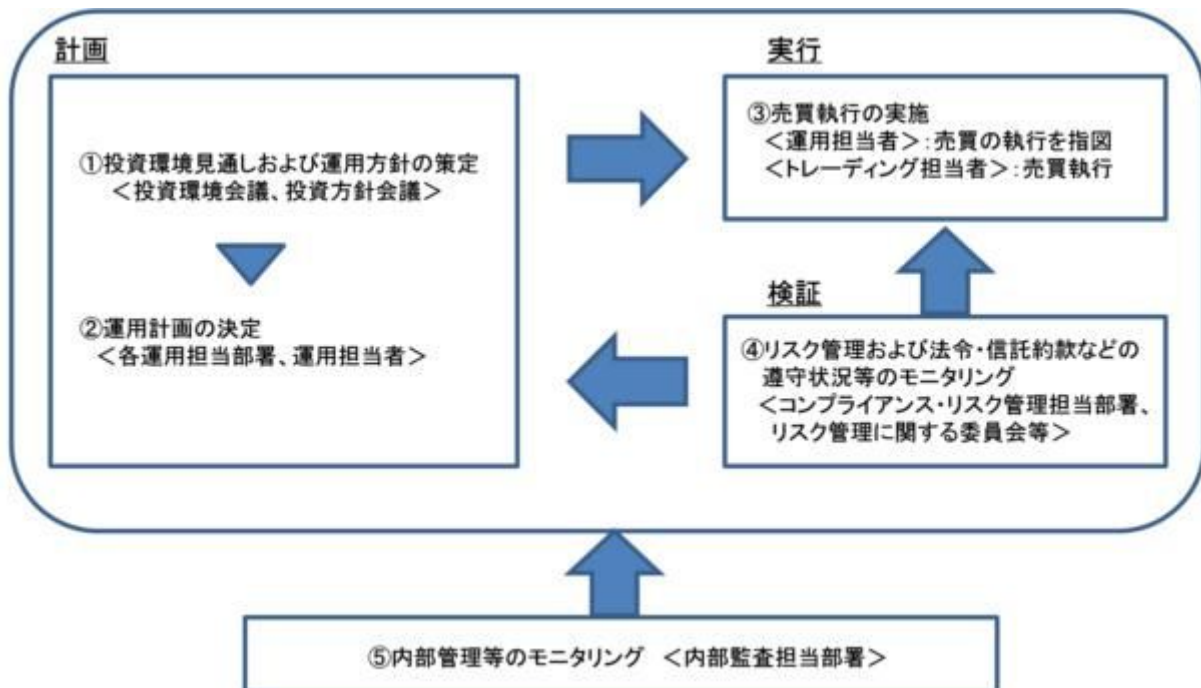 計画
①投資環境見通しおよび運用方針の策定
＜投資環境会議、投資方針会議＞
②運用計画の決定
＜各運用担当部署、運用担当者＞
実行
③売買執行の実施
＜運用担当者＞：売買の執行を指図
＜トレーディング担当者＞：売買執行
検証
④リスク管理および法令・信託約款などの
遵守状況等のモニタリング
＜コンプライアンス・リスク管理担当部署、
リスク管理に関する委員会等＞
⑤内部管理等のモニタリング ＜内部監査担当部署＞